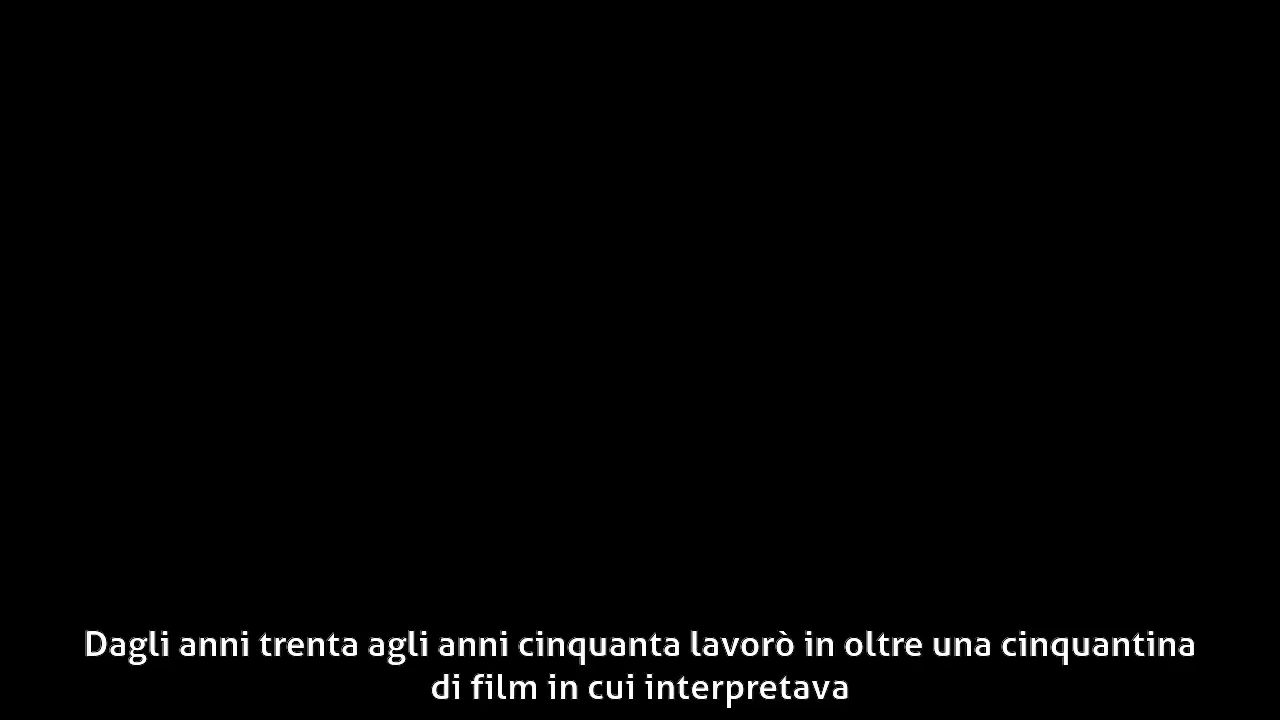 Dagli anni trenta agli anni cinquanta lavorò in oltre una cinquantina
di film in cui interpretava